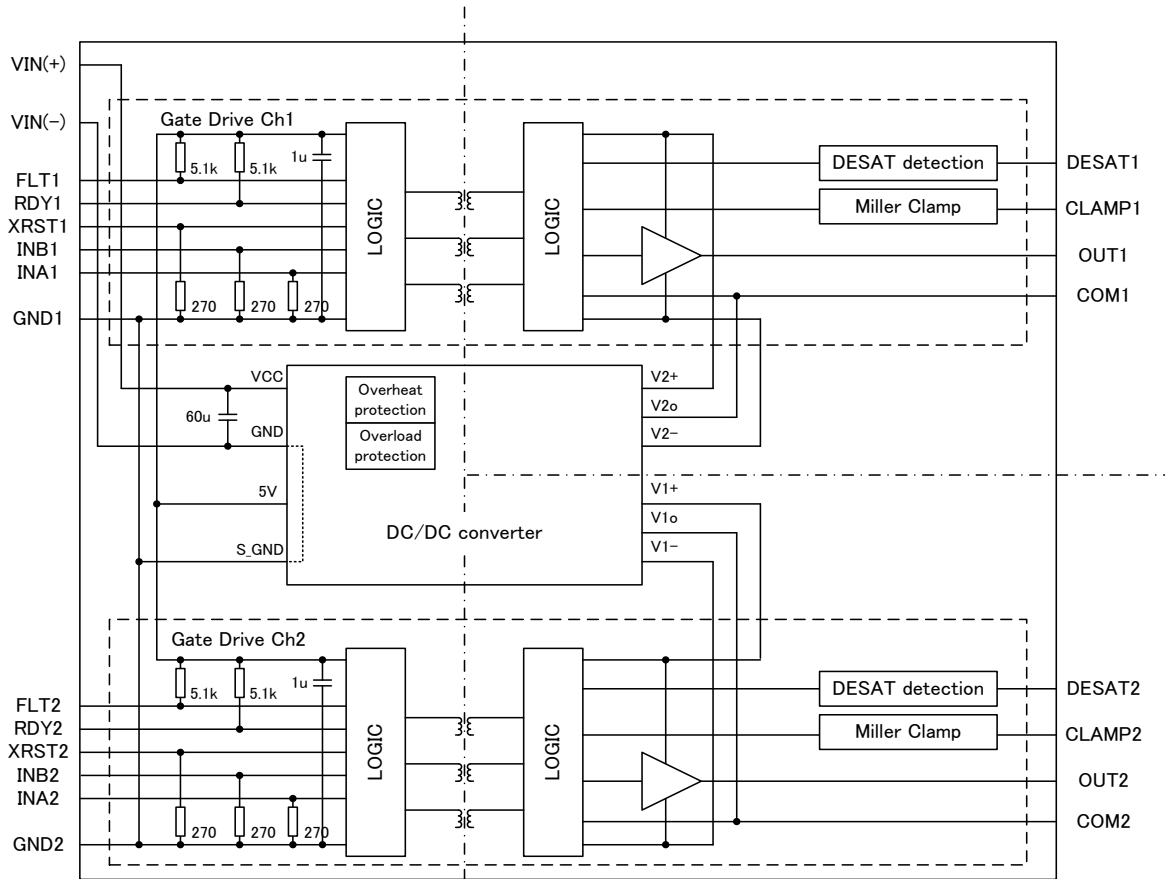 VIN(+)
VIN(-)
Gate Drive Ch1
5.1k
5.1k
1u
FLT1
RDY1
XRST1
INB1
INA1
GND1
270
270
270
LOGIC
LOGIC
DESAT detection
Miller Clamp
DESAT1
CLAMP1
OUT1
COM1
VCC
60u
GND
5V
S_GND
Overheat
protection
Overload
protection
DC/DC converter
V2+
V2o
V2-
V1+
V1o
V1-
Gate Drive Ch2
5.1k
5.1k
1u
FLT2
RDY2
XRST2
INB2
INA2
GND2
270
270
270
LOGIC
LOGIC
DESAT detection
Miller Clamp
DESAT2
CLAMP2
OUT2
COM2